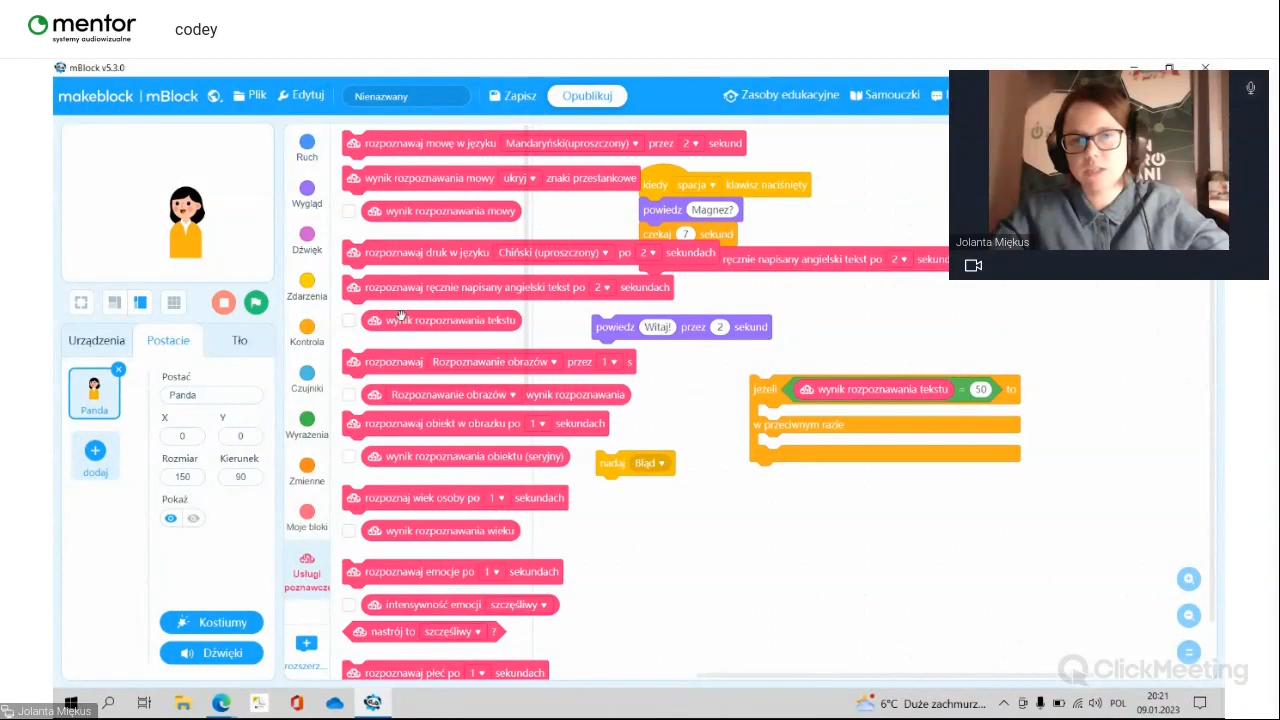 mentor
systemy audiowizualne
codey
mBlock v5.3.0
makeblock | mBlock
Plik
Edytuj
Nienazwany
Zapisz
Opublikuj
Zasoby edukacyjne
Samouczki
Jolanta Miękus
Ruch
Wygląd
Dźwięk
Zdarzenia
Kontrola
Czujniki
Wyrażenia
Zmienne
Moje bloki
Usługi
poznawcze
rozszerz...
rozpoznawaj mowę w języku Mandaryński(uproszczony) przez 2 sekund
wynik rozpoznawania mowy ukryj znaki przestankowe
wynik rozpoznawania mowy
rozpoznawaj druk w języku Chiński (uproszczony) po 2 sekundach
rozpoznawaj ręcznie napisany angielski tekst po 2 sekundach
wynik rozpoznawania tekstu
rozpoznawaj Rozpoznawanie obrazów przez 1 s
Rozpoznawanie obrazów wynik rozpoznawania
rozpoznawaj obiekt w obrazku po 1 sekundach
wynik rozpoznawania obiektu (seryjny)
rozpoznaj wiek osoby po 1 sekundach
wynik rozpoznawania wieku
rozpoznawaj emocje po 1 sekundach
intensywność emocji szczęśliwy
nastrój to szczęśliwy ?
rozpoznawaj płeć po 1 sekundach
kiedy spacja klawisz naciśnięty
powiedz Magnez?
czekaj 7 sekund
ręcznie napisany angielski tekst po 2 sekund
powiedz Witaj! przez 2 sekund
jeżeli wynik rozpoznawania tekstu = 50 to
w przeciwnym razie
nadaj Błąd
Urządzenia
Postacie
Tło
Panda
dodaj
Postać
Panda
X
Y
0
0
Rozmiar
Kierunek
150
90
Pokaż
Kostiumy
Dźwięki
ClickMeeting
Jolanta Miękus
6°C Duże zachmurz...
POL
20:21
09.01.2023